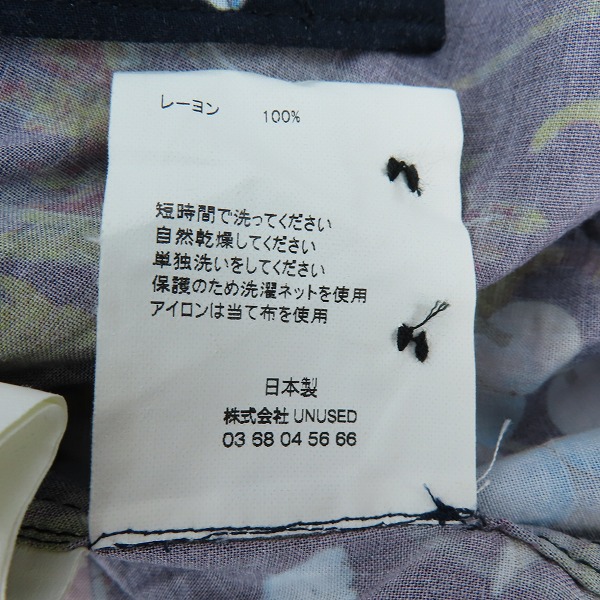 レーヨン 100%
短時間で洗ってください
自然乾燥してください
単独洗いをしてください
保護のため洗濯ネットを使用
アイロンは当て布を使用
日本製
株式会社 UNUSED
03 68 04 56 66